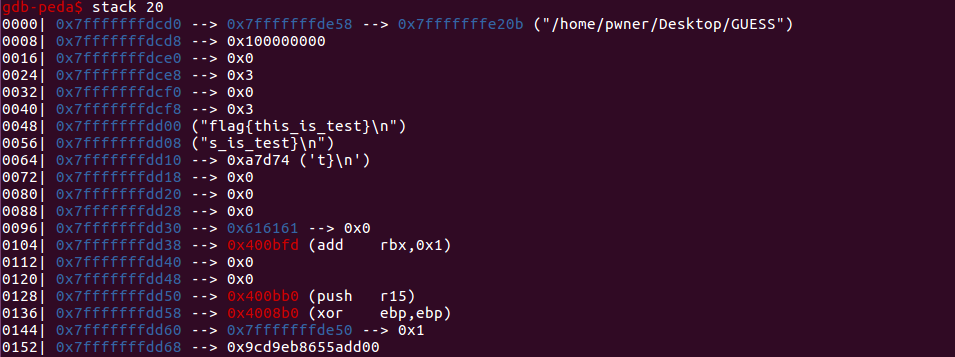 gdb-peda$ stack 20
0000| 0x7fffffffdcd0 --> 0x7fffffffde58 --> 0x7fffffffe20b ("/home/pwner/Desktop/GUESS")
0008| 0x7fffffffdcd8 --> 0x100000000
0016| 0x7fffffffdce0 --> 0x0
0024| 0x7fffffffdce8 --> 0x3
0032| 0x7fffffffdcf0 --> 0x0
0040| 0x7fffffffdcf8 --> 0x3
0048| 0x7fffffffdd00 ("flag{this_is_test}\n")
0056| 0x7fffffffdd08 ("s_is_test}\n")
0064| 0x7fffffffdd10 --> 0xa7d74 ('t}\n')
0072| 0x7fffffffdd18 --> 0x0
0080| 0x7fffffffdd20 --> 0x0
0088| 0x7fffffffdd28 --> 0x0
0096| 0x7fffffffdd30 --> 0x616161 --> 0x0
0104| 0x7fffffffdd38 --> 0x400bfd (add    rbx,0x1)
0112| 0x7fffffffdd40 --> 0x0
0120| 0x7fffffffdd48 --> 0x0
0128| 0x7fffffffdd50 --> 0x400bb0 (push   r15)
0136| 0x7fffffffdd58 --> 0x4008b0 (xor    ebp,ebp)
0144| 0x7fffffffdd60 --> 0x7fffffffde50 --> 0x1
0152| 0x7fffffffdd68 --> 0x9cd9eb8655add00